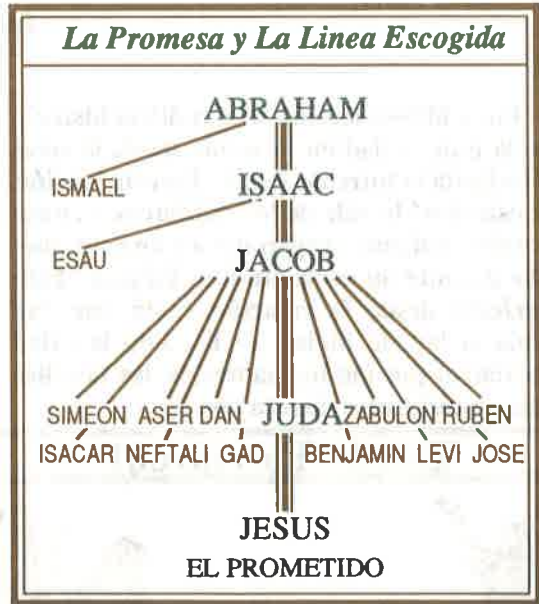 La Promesa y La Linea Escogida
ABRAHAM
ISMAEL
ISAAC
ESAU
JACOB
SIMEON ASER DAN JUDA ZABULON RUBEN
ISACAR NEFTALI GAD BENJAMIN LEVI JOSE
JESUS
EL PROMETIDO